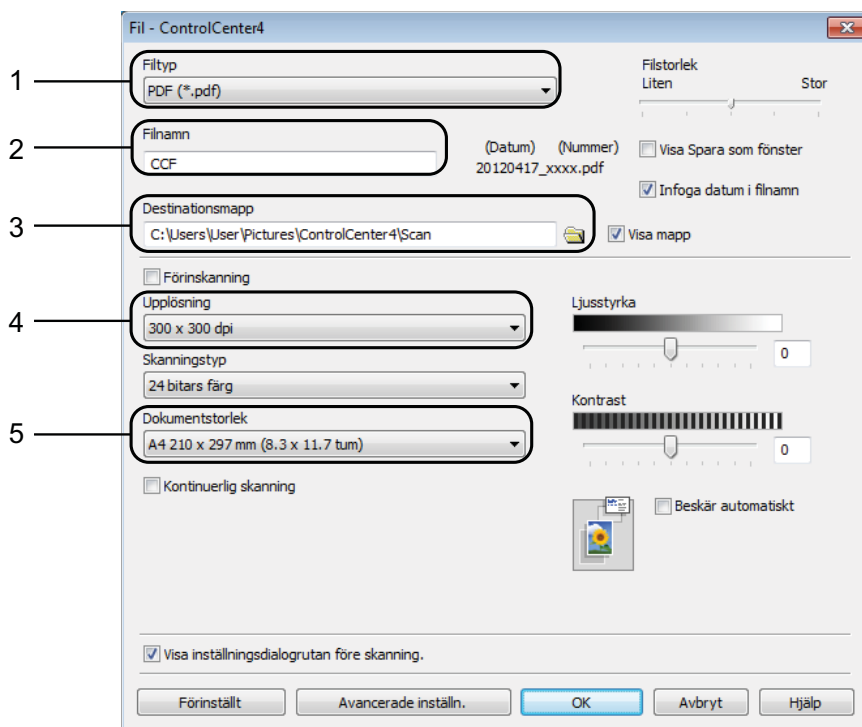 Fil - ControlCenter4
1
Filtyp
PDF (*.pdf)
Filstorlek
Liten Stor
2
Filnamn
CCF
(Datum) (Nummer)
20120417_xxxx.pdf
Visa Spara som fönster
Infoga datum i filnamn
3
Destinationsmapp
C:\Users\User\Pictures\ControlCenter4\Scan
Visa mapp
Förinskanning
4
Upplösning
300 x 300 dpi
Ljusstyrka
0
Skanningstyp
24 bitars färg
5
Dokumentstorlek
A4 210 x 297 mm (8.3 x 11.7 tum)
Kontrast
0
Kontinuerlig skanning
Beskär automatiskt
Visa inställningsdialogrutan före skanning.
Förinställt Avancerade inställn. OK Avbryt Hjälp